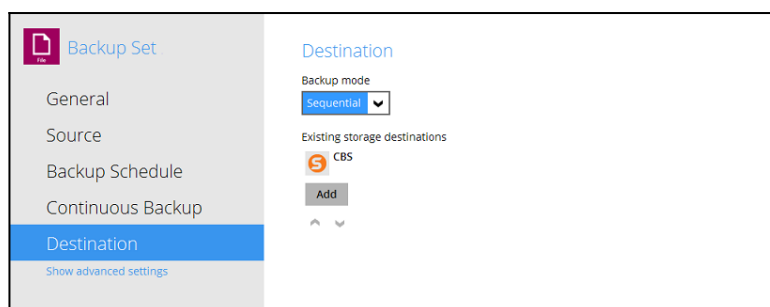 Backup Set
File
General
Source
Backup Schedule
Continuous Backup
Destination
Show advanced settings
Destination
Backup mode
Sequential
Existing storage destinations
CBS
Add